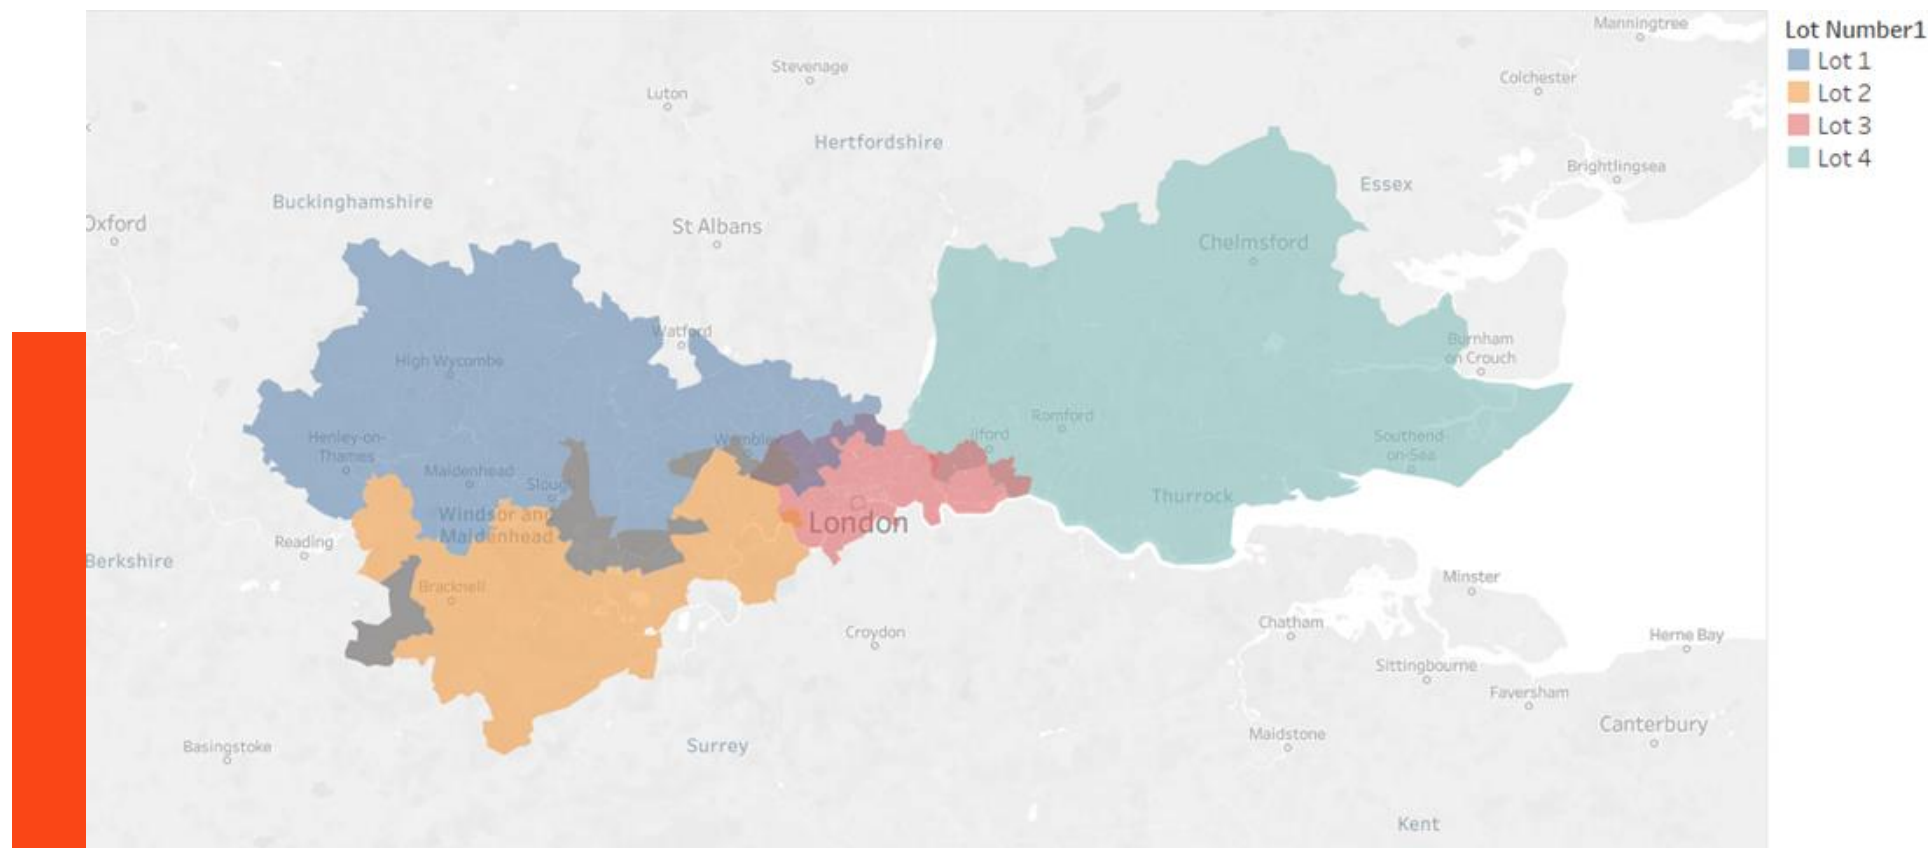 Manningtree
Lot Number1
Stevenage
Lot 1
Colchester
Luton
Lot 2
Lot 3
Hertfordshire
Lot 4
Brightlingsea
Essex
Buckinghamshire
Oxford
St Albans
Chelmsford
Watford
Burnham
on Crouch
High Wycombe
Romford
Ilford
Wembley
Henley-on-
Thames
Southend-
on-Sea
Maidenhead
Slough
Thurrock
Windsor and
Maidenhead
London
Reading
Berkshire
Minster
Bracknell
Chatham
Croydon
Herne Bay
Sittingbourne
Faversham
Canterbury
Maidstone
Basingstoke
Surrey
Kent